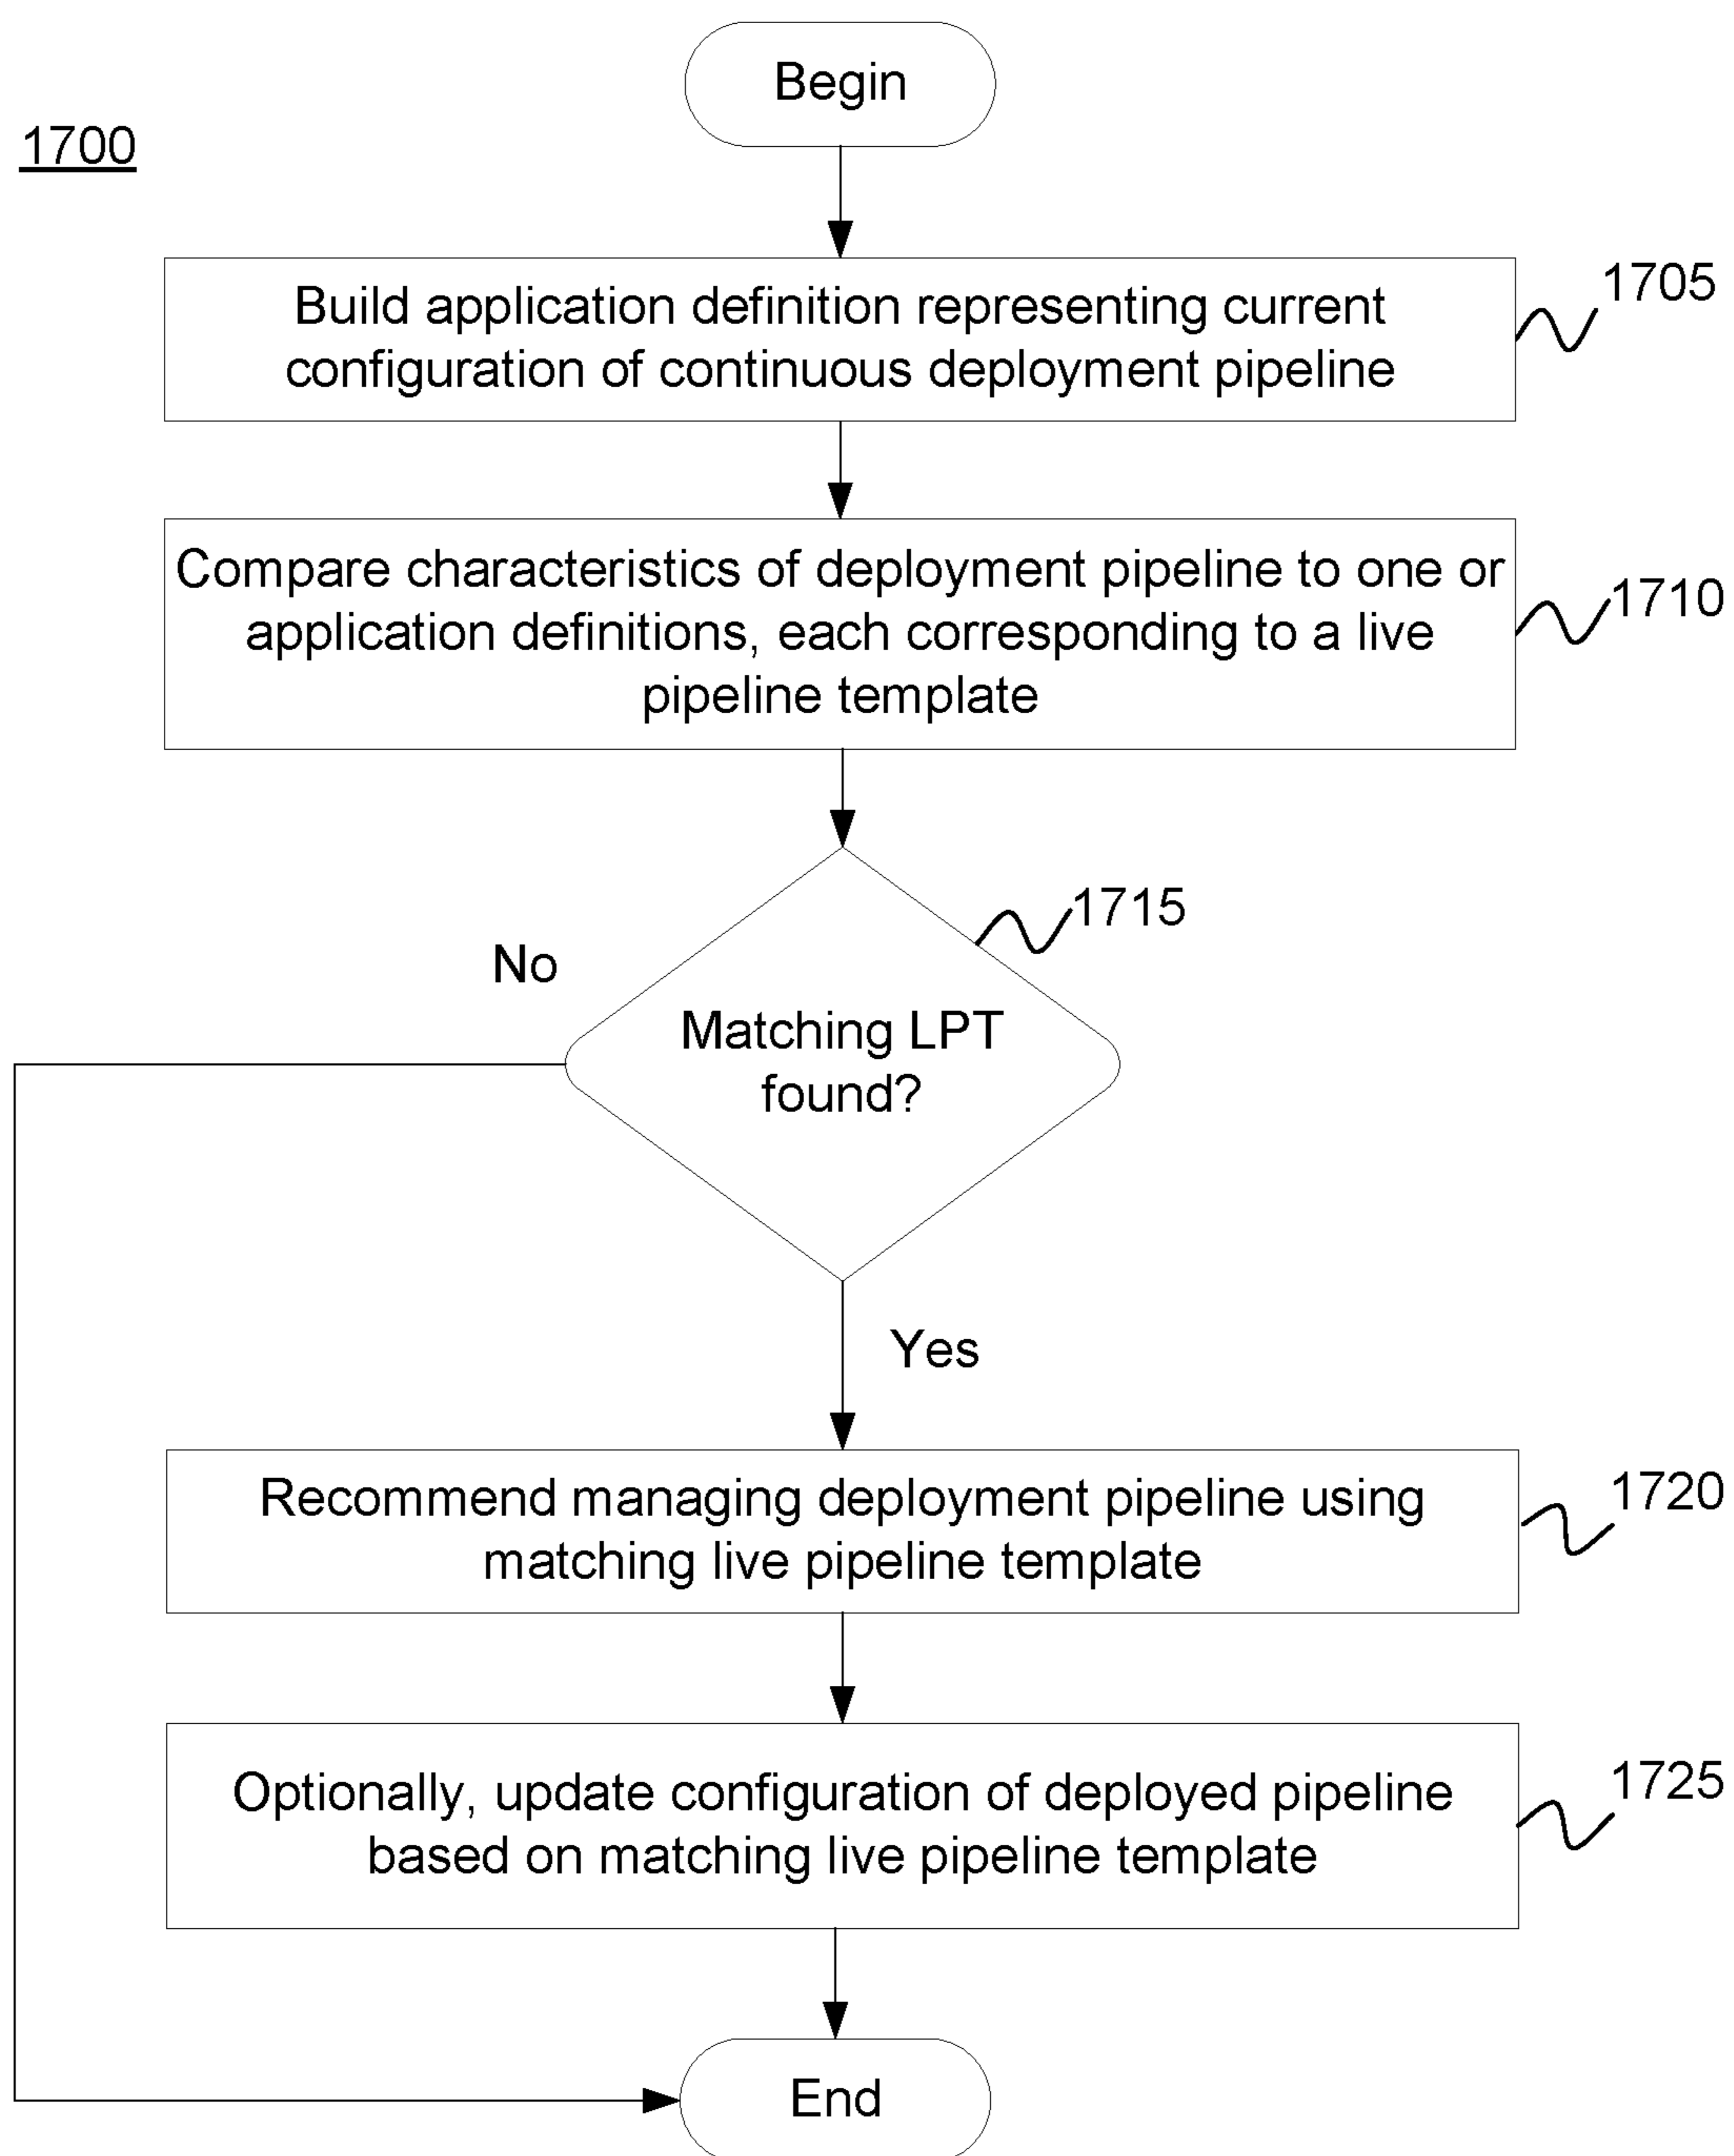 Begin
1700
Build application definition representing current
configuration of continuous deployment pipeline
1705
Compare characteristics of deployment pipeline to one or
application definitions, each corresponding to a live
pipeline template
1710
1715
No
Matching LPT
found?
Yes
Recommend managing deployment pipeline using
matching live pipeline template
1720
Optionally, update configuration of deployed pipeline
based on matching live pipeline template
1725
End